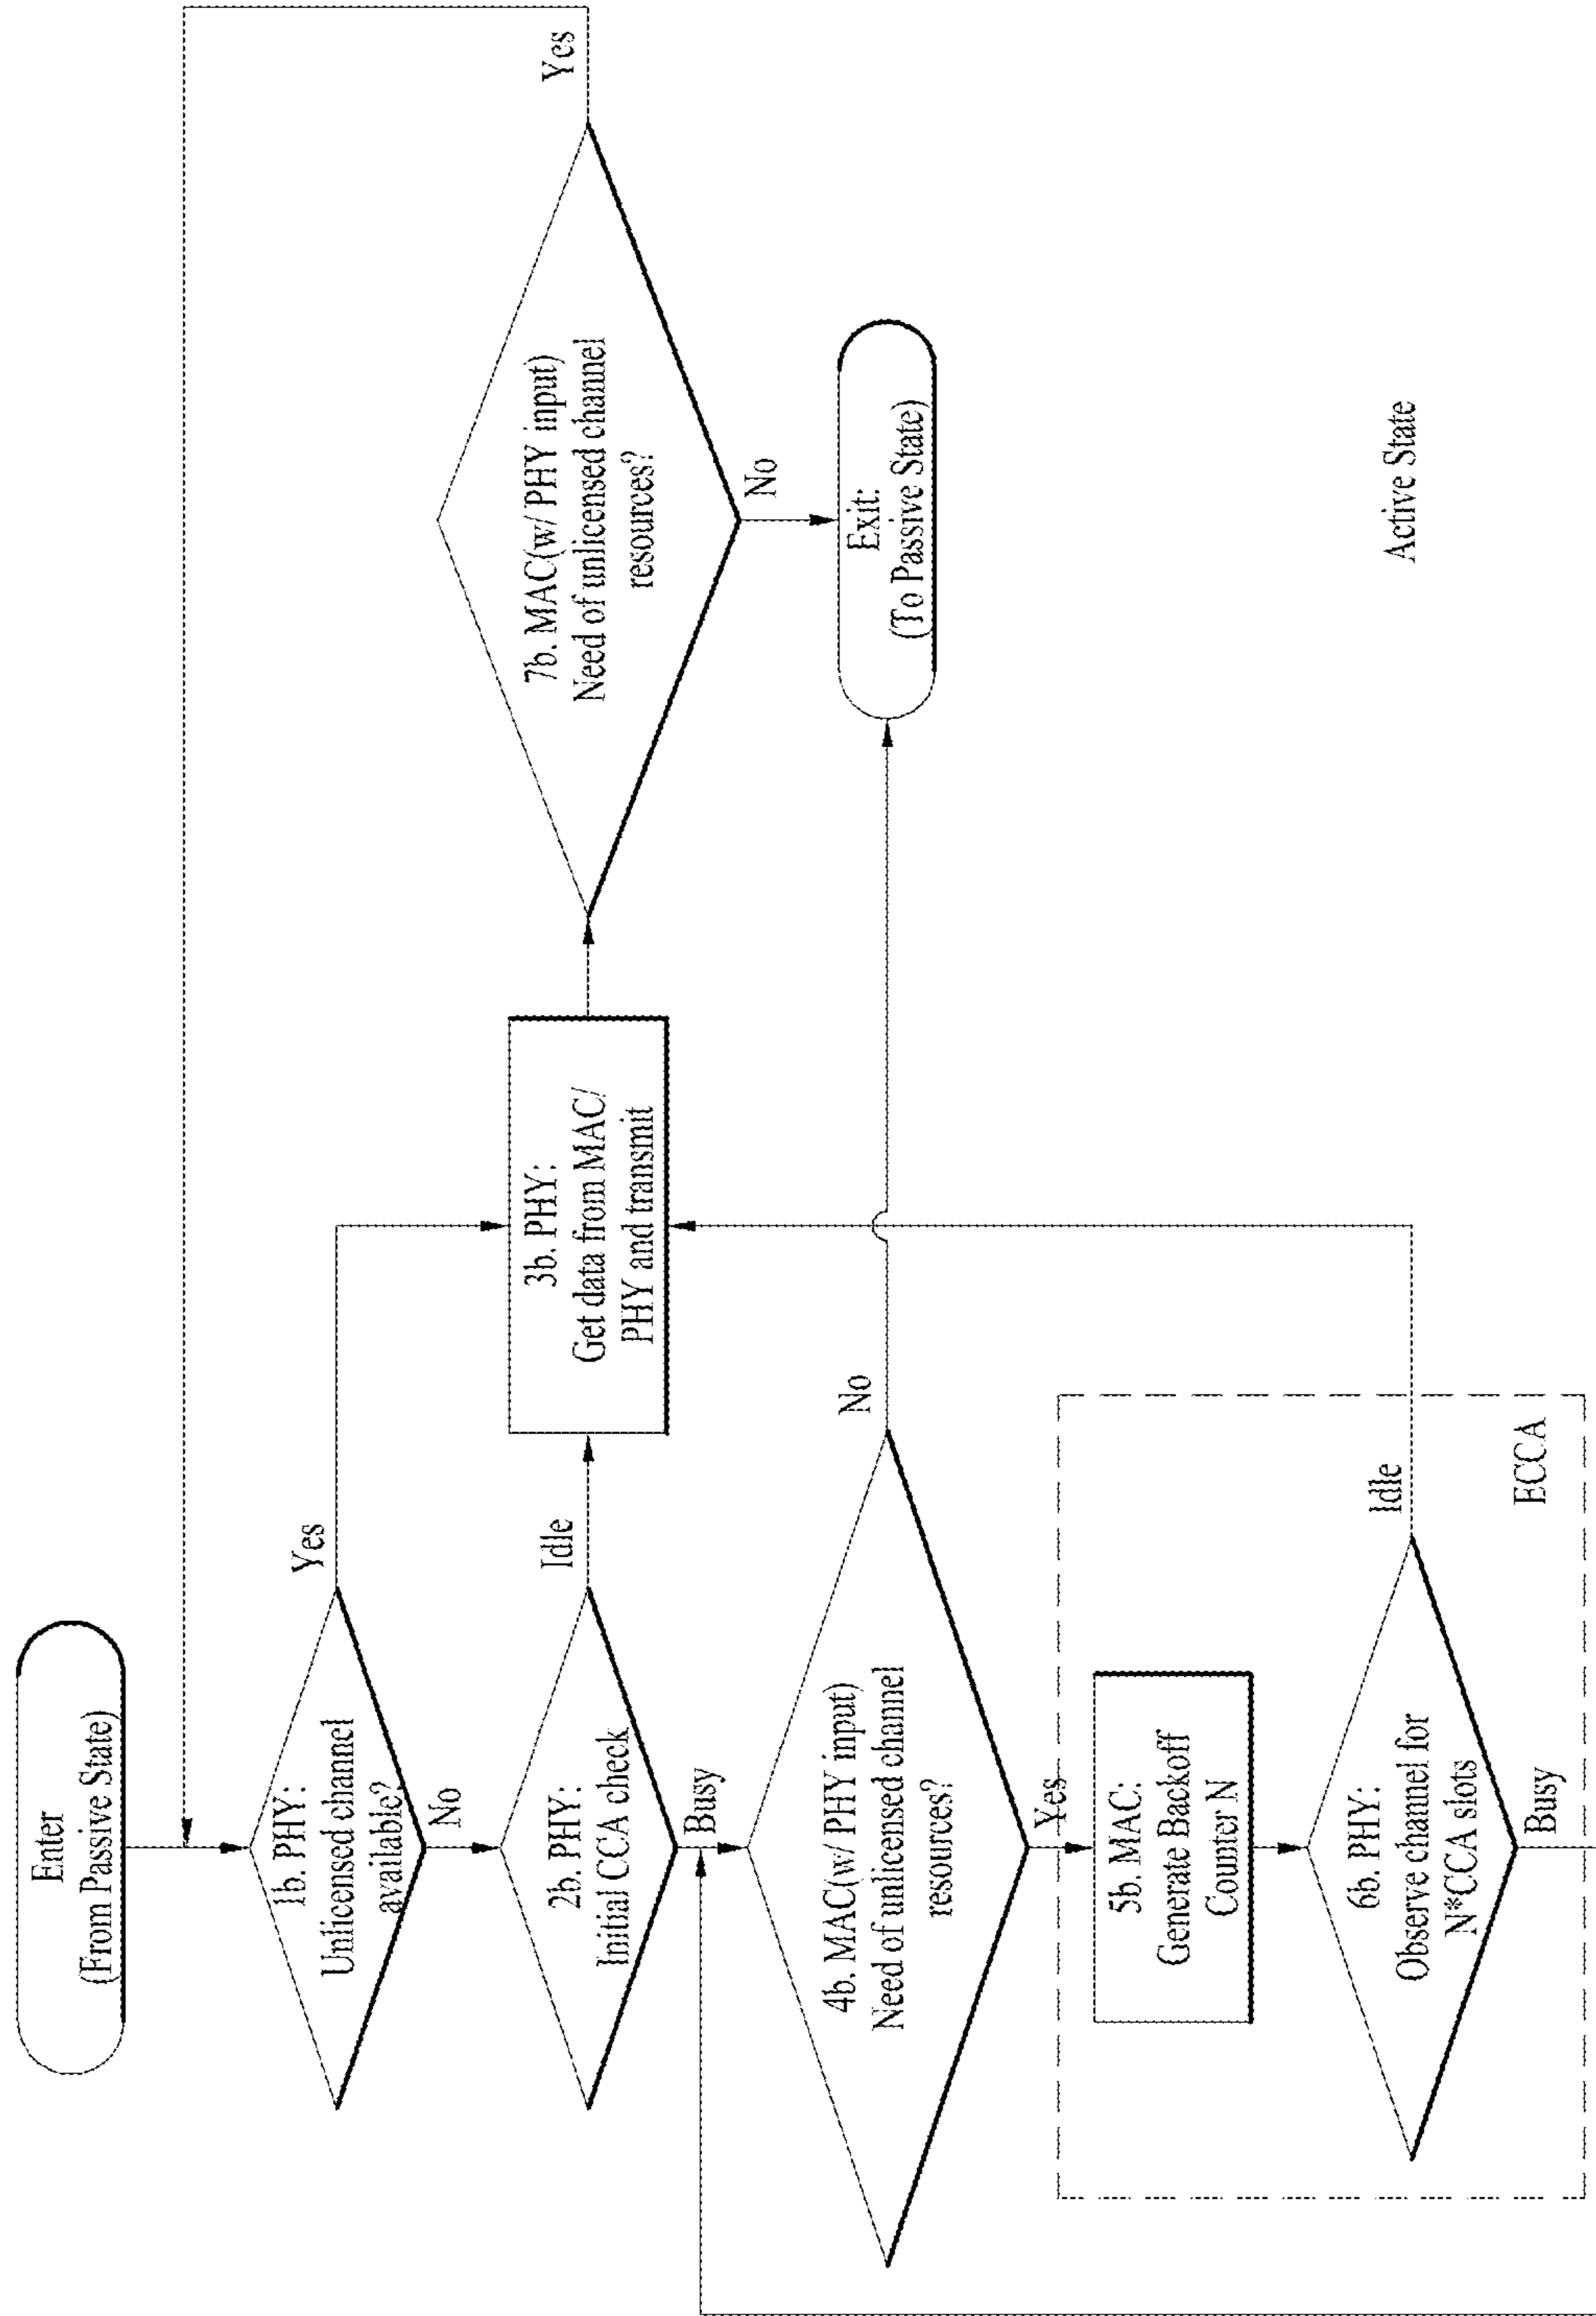 Enter
(From Passive State)
1b. PHY:
Unlicensed channel
available?
Yes
No
2b. PHY:
Initial CCA check
Idle
Busy
3b. PHY:
Get data from MAC/
PHY and transmit
7b. MAC(w/ PHY input)
Need of unlicensed channel
resources?
Yes
No
4b. MAC(w/ PHY input)
Need of unlicensed channel
resources?
No
Yes
Exit:
(To Passive State)
5b. MAC:
Generate Backoff
Counter N
6b. PHY:
Observe channel for
N*CCA slots
Idle
Busy
ECCA
Active State